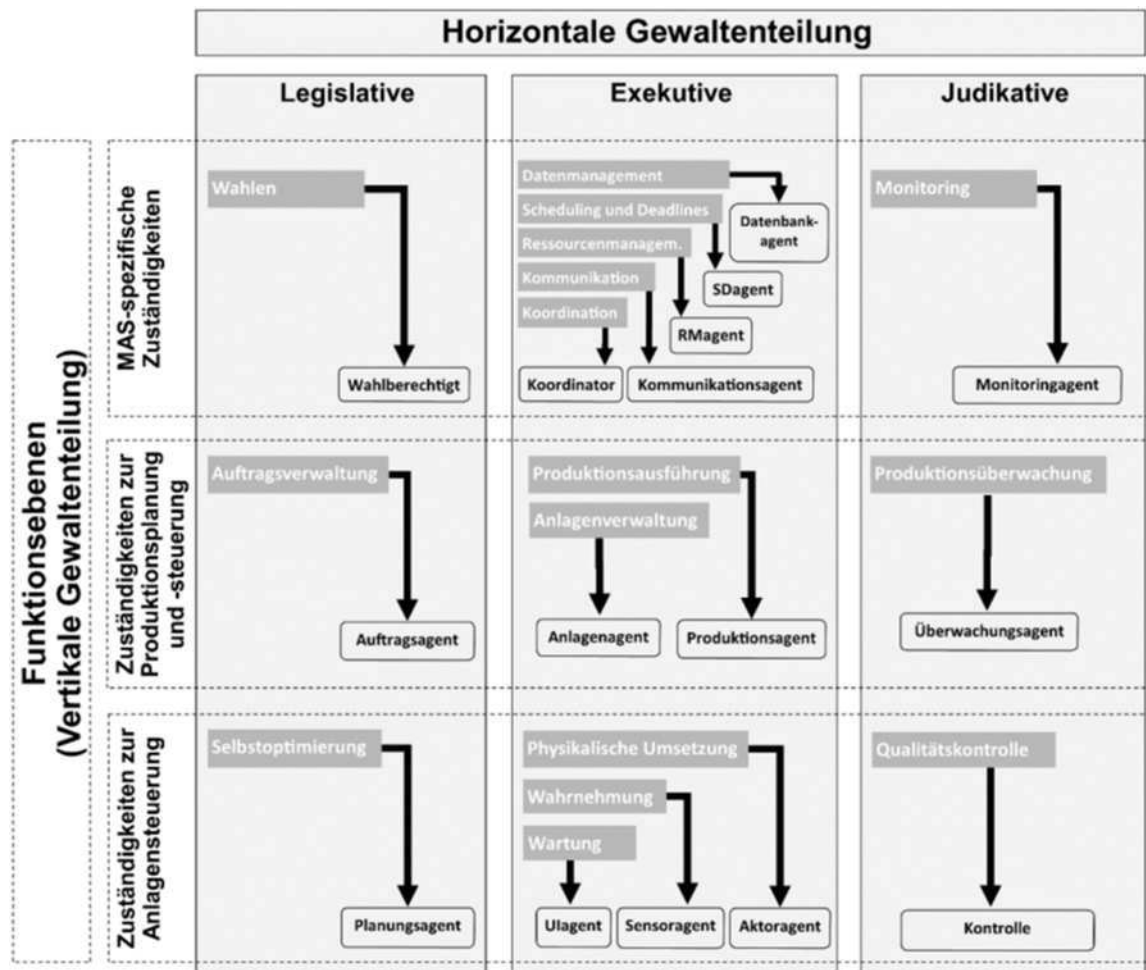 Horizontale Gewaltenteilung
Legislative
Exekutive
Judikative
Funktionsebenen
(Vertikale Gewaltenteilung)
MAS-spezifische
Zuständigkeiten
Wahlen
Wahlberechtigt
Datenmanagement
Scheduling und Deadlines
Ressourcenmanagem.
Kommunikation
Koordination
Datenbank-
agent
SDagent
RMagent
Koordinator
Kommunikationsagent
Monitoring
Monitoringagent
Zuständigkeiten zur
Produktionsplanung
und -steuerung
Auftragsverwaltung
Auftragsagent
Produktionsausführung
Anlagenverwaltung
Anlagenagent
Produktionsagent
Produktionsüberwachung
Überwachungsagent
Zuständigkeiten zur
Anlagensteuerung
Selbstoptimierung
Planungsagent
Physikalische Umsetzung
Wahrnehmung
Wartung
UIagent
Sensoragent
Aktoragent
Qualitätskontrolle
Kontrolle